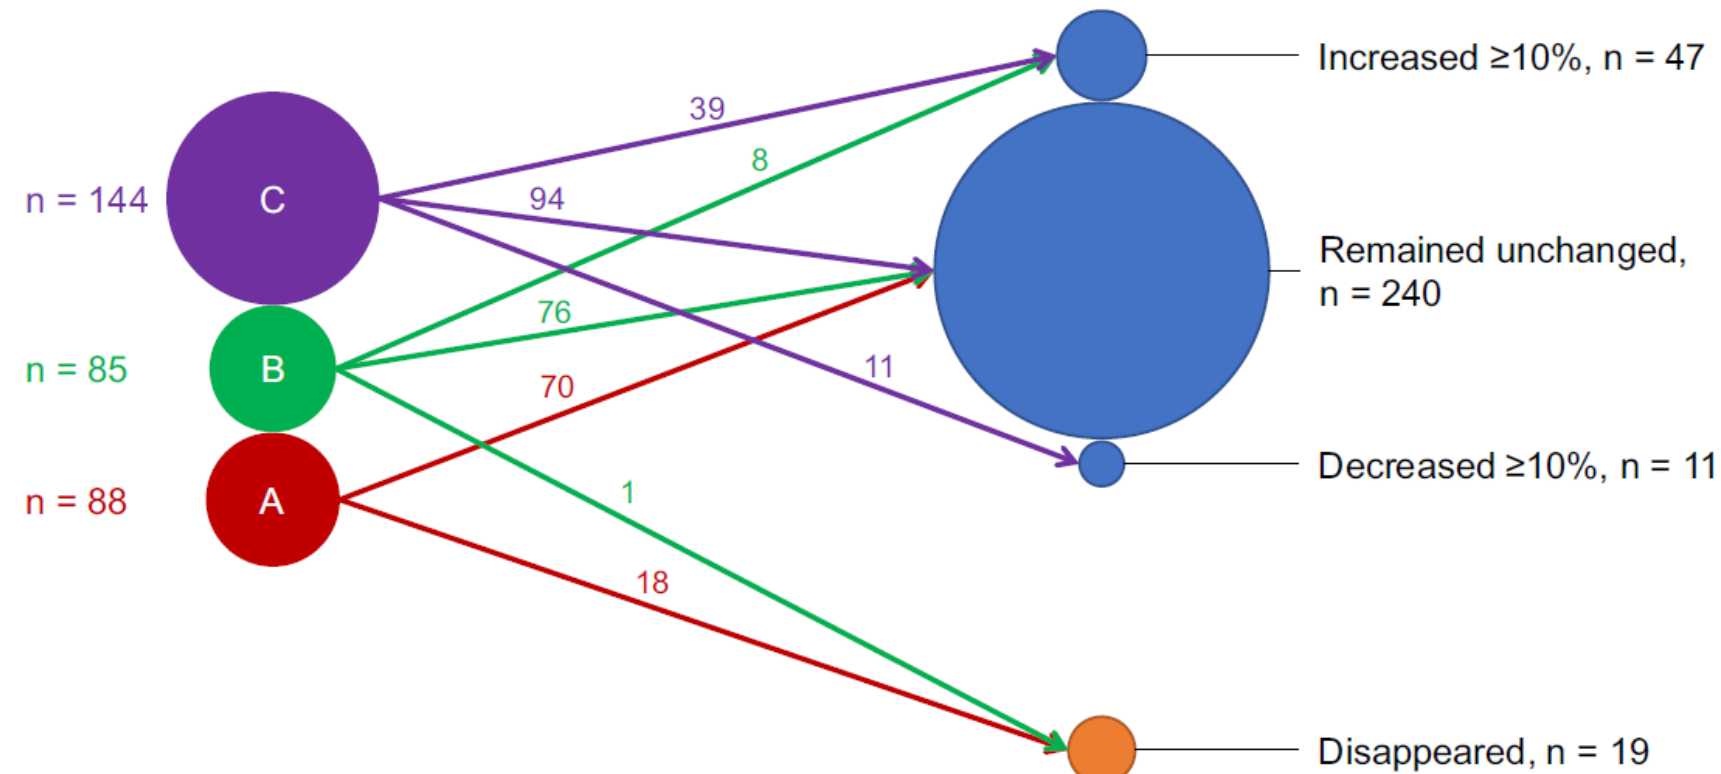 Increased ≥10%, n = 47
39
8
n = 144
C
94
Remained unchanged,
n = 240
76
n = 85
B
11
70
Decreased ≥10%, n = 11
n = 88
A
1
18
Disappeared, n = 19